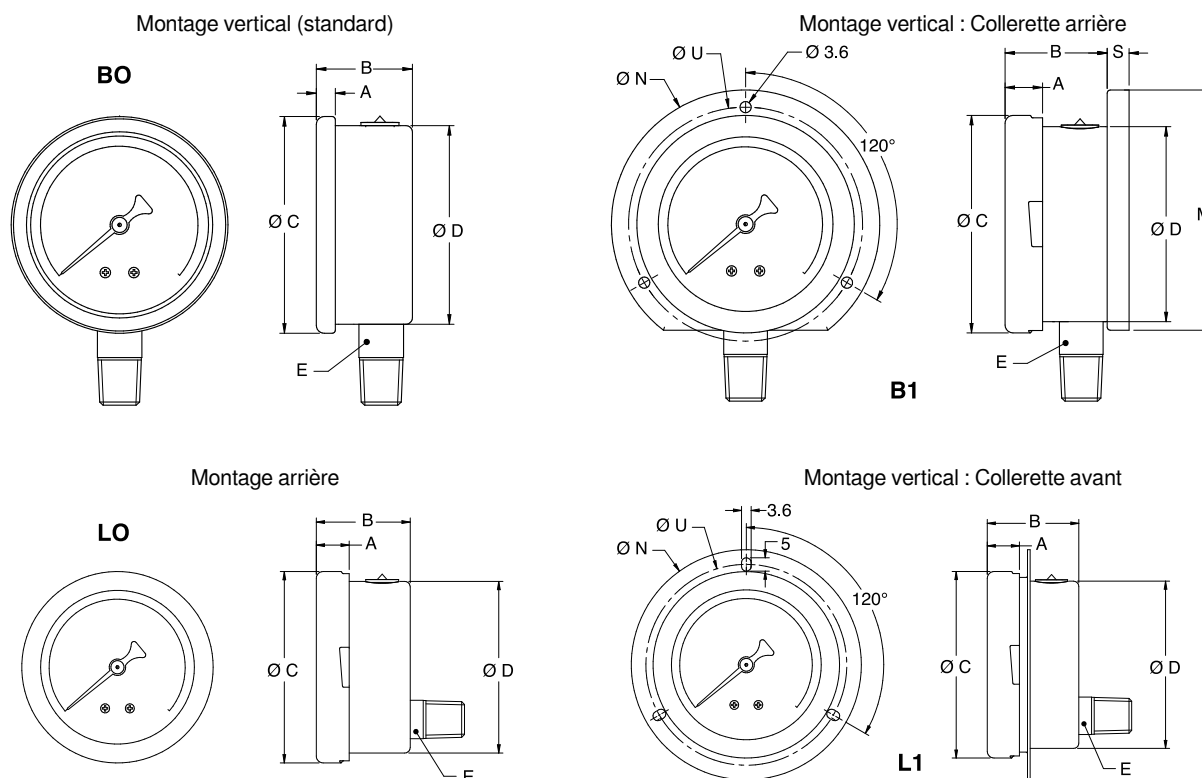 Montage vertical (standard)
BO
B
A
Ø C
Ø D
E
Montage vertical : Collerette arrière
Ø U
Ø 3.6
Ø N
120°
B
S
A
Ø C
Ø D
E
B1
Montage arrière
LO
B
A
Ø C
Ø D
Montage vertical : Collerette avant
3.6
Ø U
Ø N
5
120°
B
A
Ø C
Ø D
E
L1